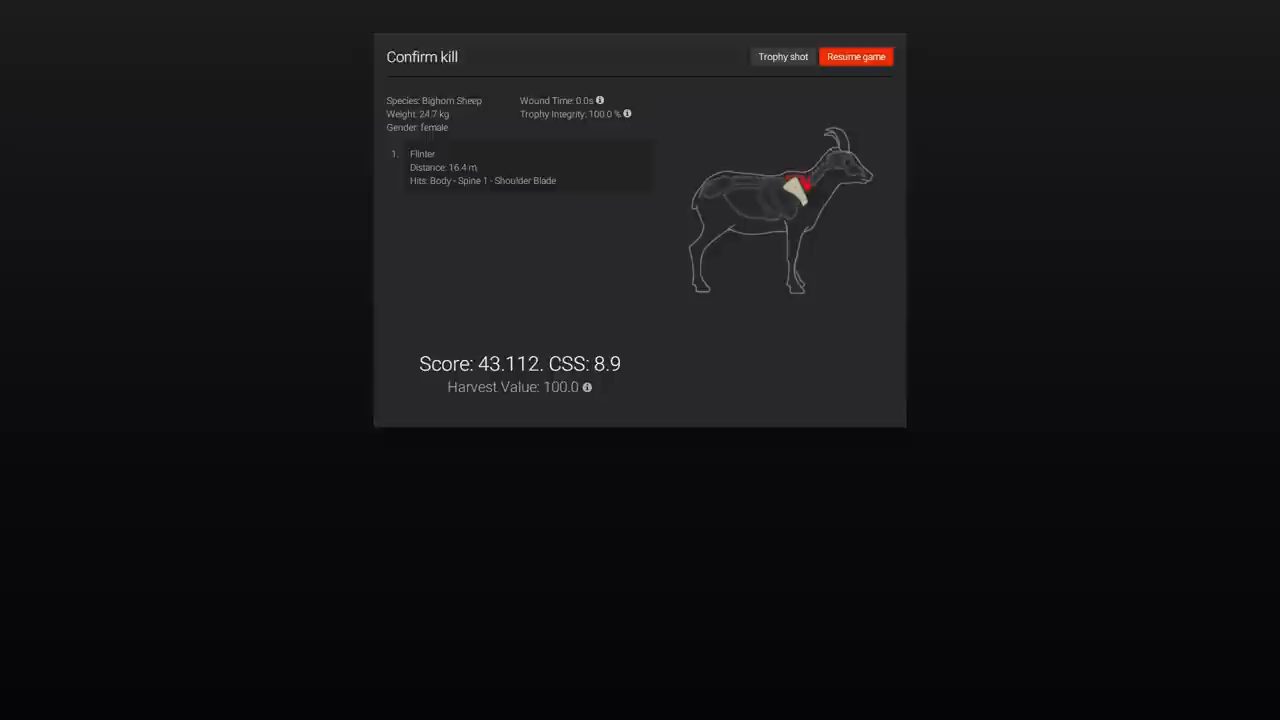 Confirm kill
Trophy shot
Resume game
Species: Bighorn Sheep
Wound Time: 0.0s
Weight: 24.7 kg
Trophy Integrity: 100.0 %
Gender: female
1. Flinter
Distance: 16.4 m
Hits: Body - Spine 1 - Shoulder Blade
Score: 43.112. CSS: 8.9
Harvest Value: 100.0